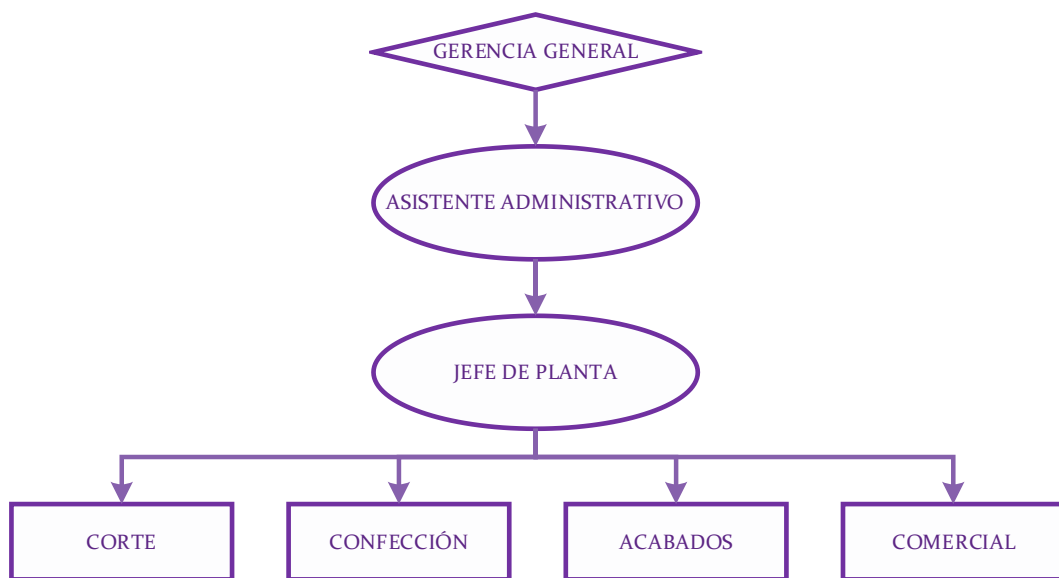 GERENCIA GENERAL
ASISTENTE ADMINISTRATIVO
JEFE DE PLANTA
CORTE
CONFECCIÓN
ACABADOS
COMERCIAL